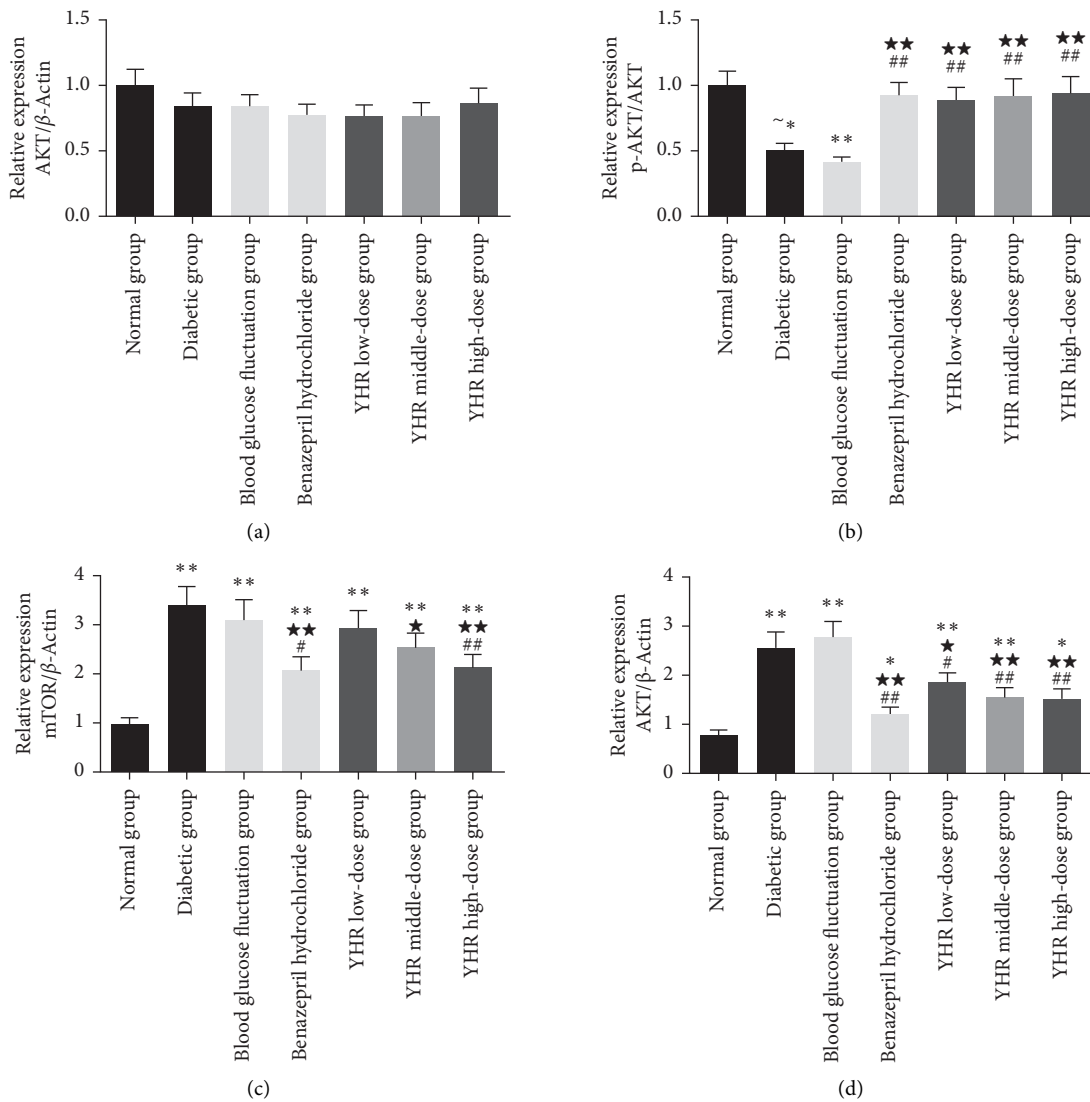 Relative expression
AKT/β-Actin
1.5
1.0
0.5
0.0
Normal group
Diabetic group
Blood glucose fluctuation group
Benazepril hydrochloride group
YHR low-dose group
YHR middle-dose group
YHR high-dose group
(a)
Relative expression
p-AKT/AKT
1.5
1.0
0.5
0.0
~*
**
★★
##
★★
##
★★
##
★★
##
Normal group
Diabetic group
Blood glucose fluctuation group
Benazepril hydrochloride group
YHR low-dose group
YHR middle-dose group
YHR high-dose group
(b)
Relative expression
mTOR/β-Actin
4
3
2
1
0
**
**
**
★★
#
**
**
★
**
★★
##
Normal group
Diabetic group
Blood glucose fluctuation group
Benazepril hydrochloride group
YHR low-dose group
YHR middle-dose group
YHR high-dose group
(c)
Relative expression
AKT/β-Actin
4
3
2
1
0
**
**
*
★★
##
**
★
#
**
★★
##
*
★★
##
Normal group
Diabetic group
Blood glucose fluctuation group
Benazepril hydrochloride group
YHR low-dose group
YHR middle-dose group
YHR high-dose group
(d)